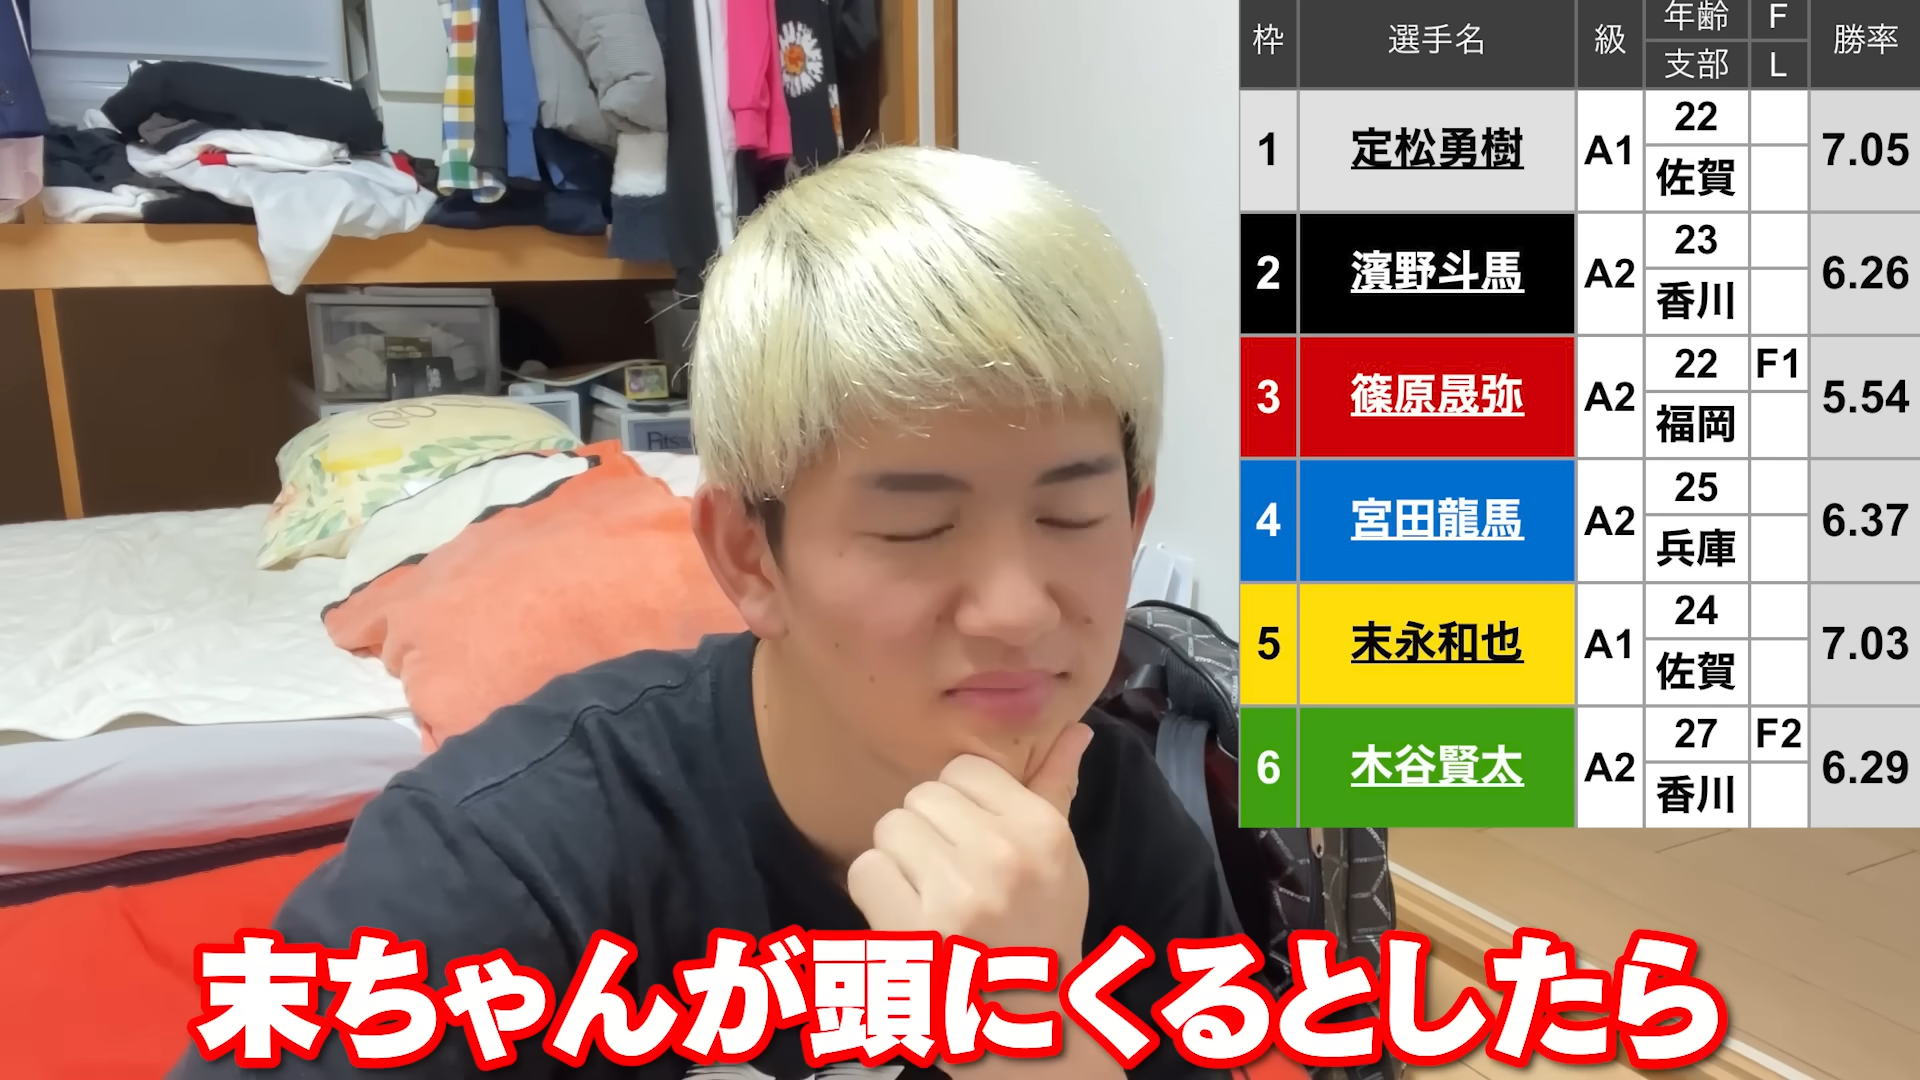 枠 選手名 級 年齢 F 勝率
支部 L
1 定松勇樹 A1 22 7.05
佐賀
2 濱野斗馬 A2 23 6.26
香川
3 篠原晟弥 A2 22 F1 5.54
福岡
4 宮田龍馬 A2 25 6.37
兵庫
5 末永和也 A1 24 7.03
佐賀
6 木谷賢太 A2 27 F2 6.29
香川
Fits
末ちゃんが頭にくるとしたら